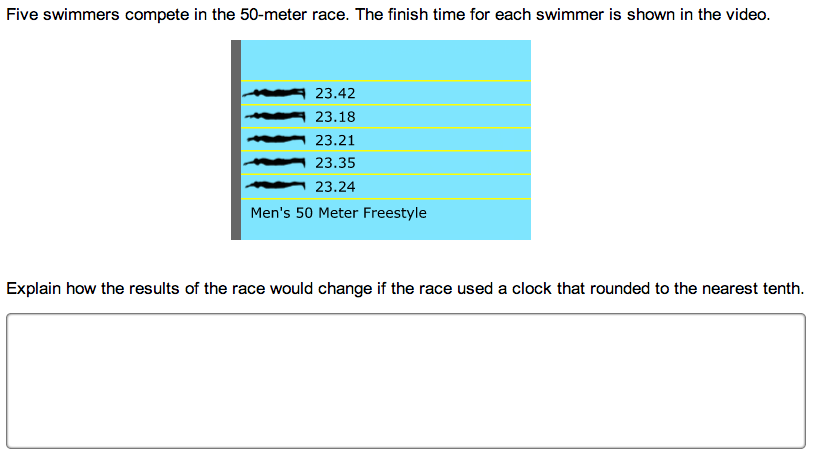 Five swimmers compete in the 50-meter race. The finish time for each swimmer is shown in the video.
23.42
23.18
23.21
23.35
23.24
Men's 50 Meter Freestyle
Explain how the results of the race would change if the race used a clock that rounded to the nearest tenth.